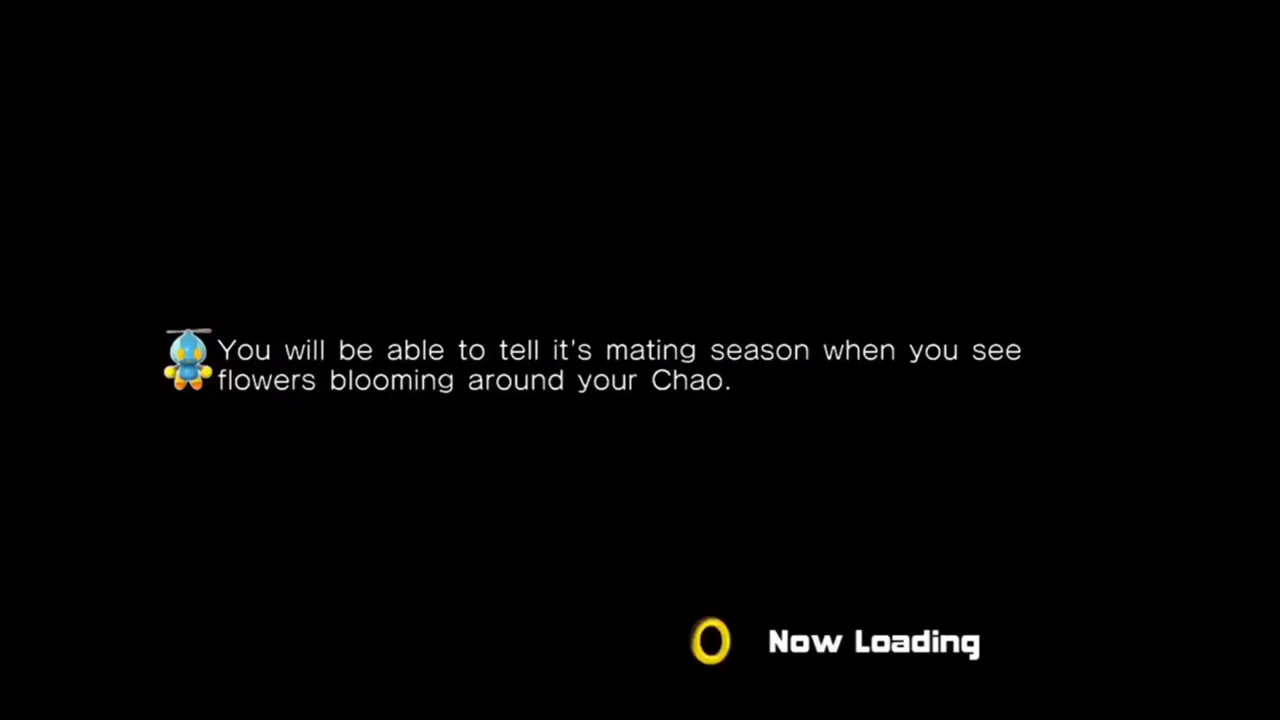 You will be able to tell it's mating season when you see
flowers blooming around your Chao.
Now Loading